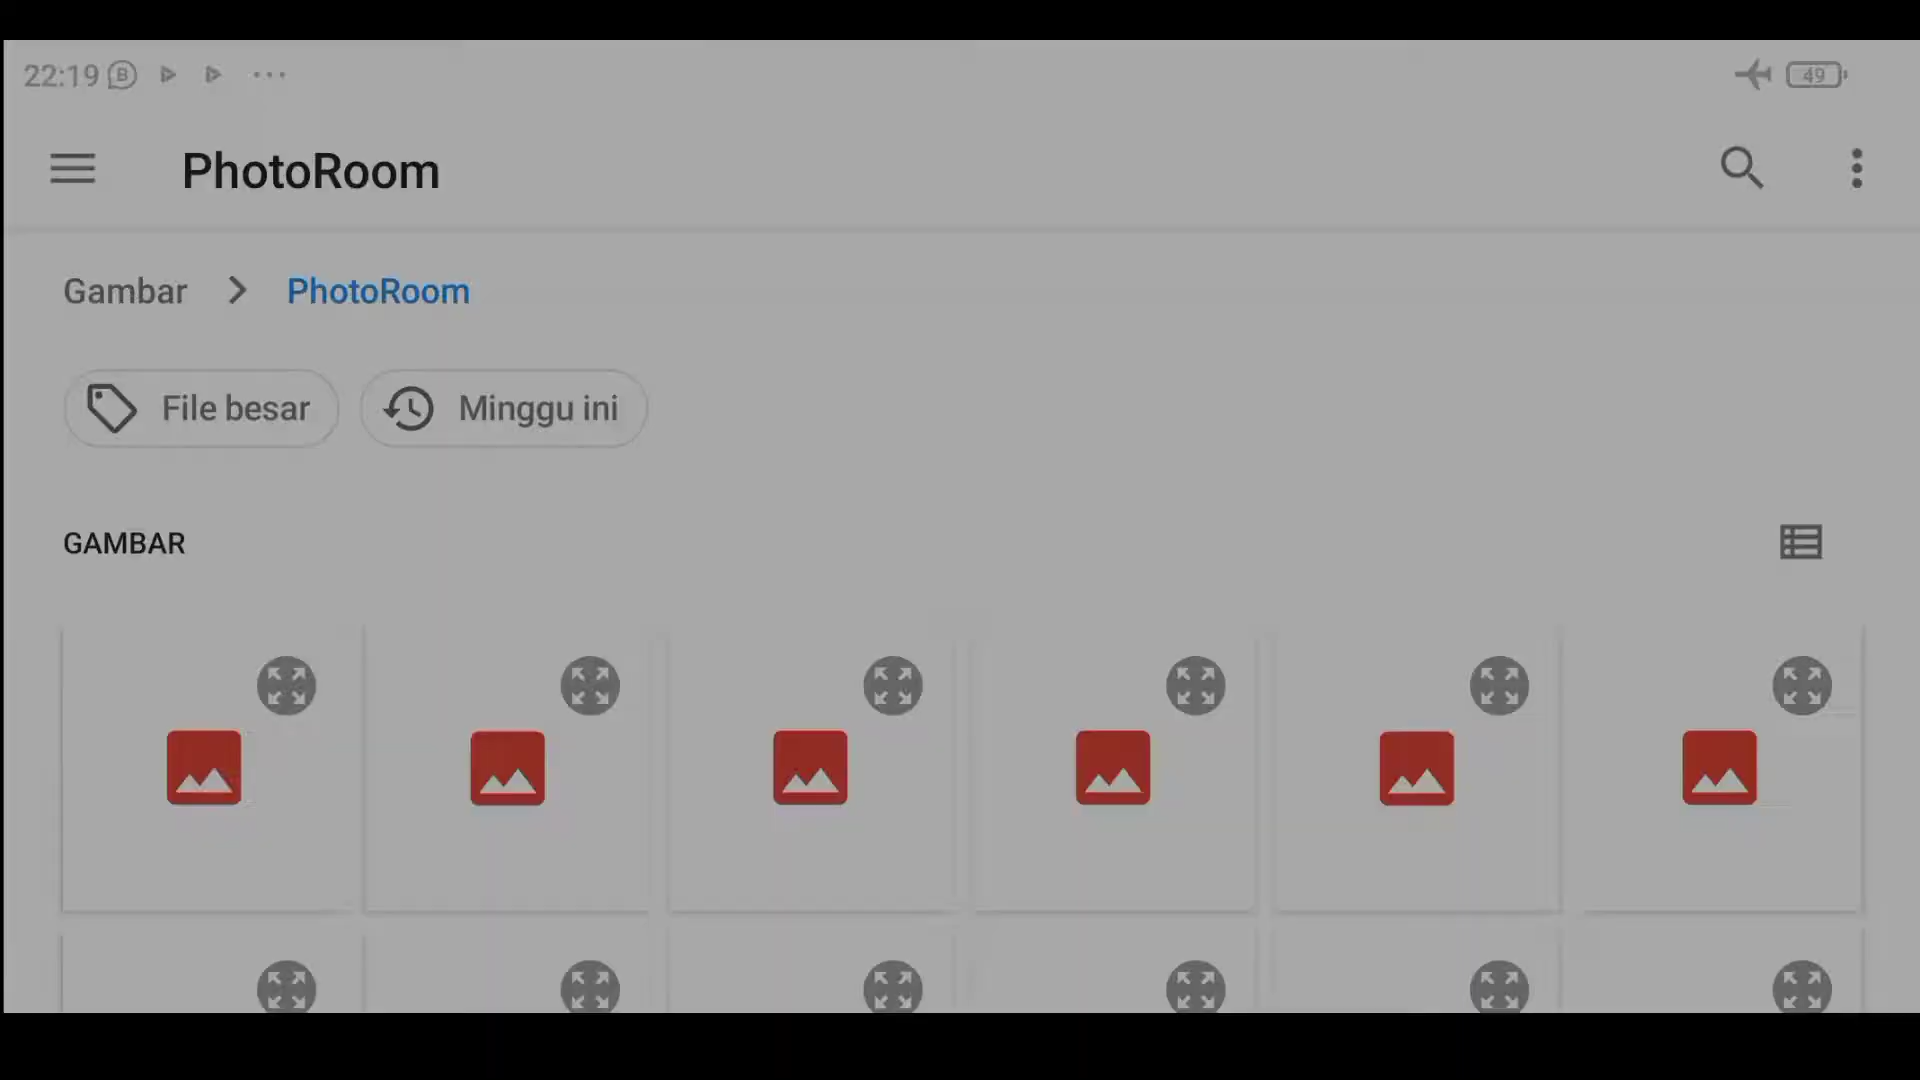 22:19
49
PhotoRoom
Gambar > PhotoRoom
File besar
Minggu ini
GAMBAR